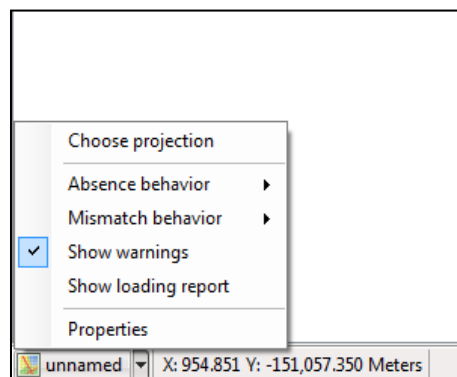 Choose projection
Absence behavior
Mismatch behavior
Show warnings
Show loading report
Properties
unnamed X: 954.851 Y: -151,057.350 Meters